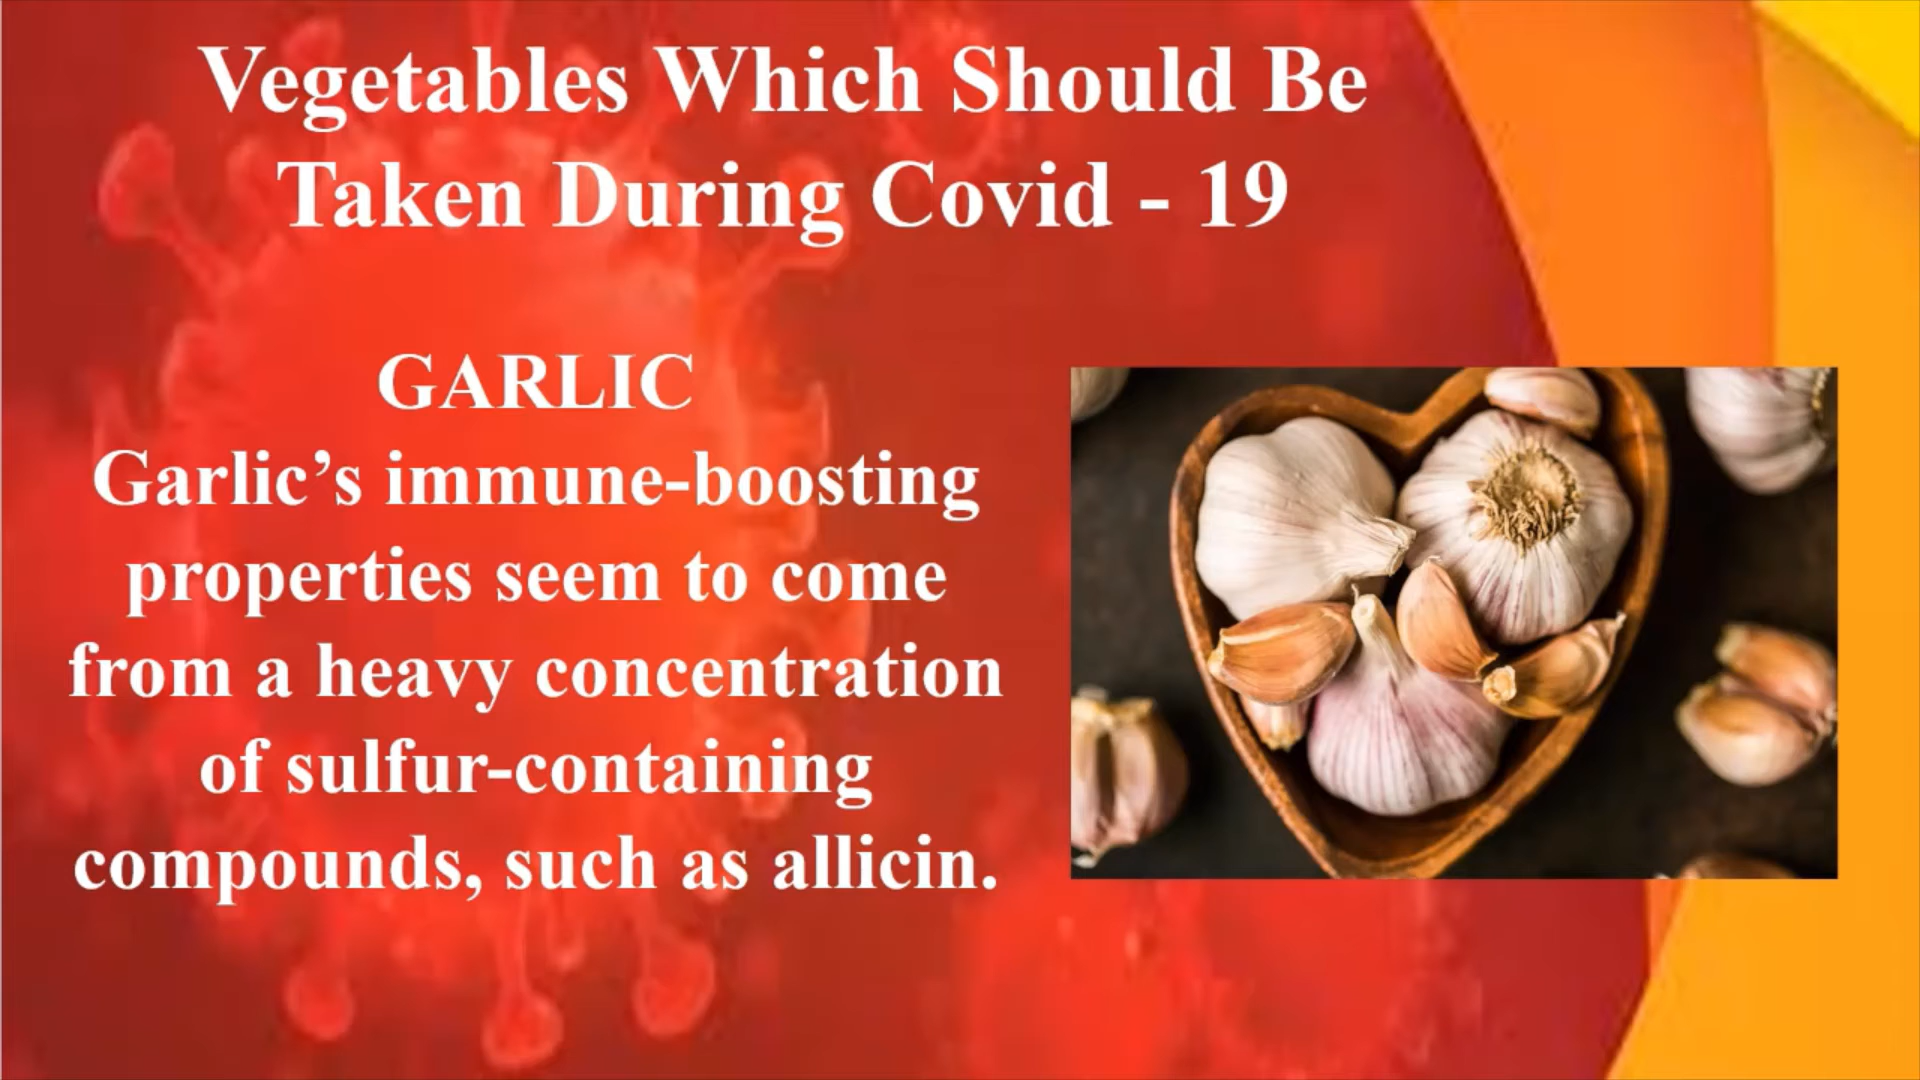 Vegetables Which Should Be
Taken During Covid - 19
GARLIC
Garlic’s immune-boosting
properties seem to come
from a heavy concentration
of sulfur-containing
compounds, such as allicin.